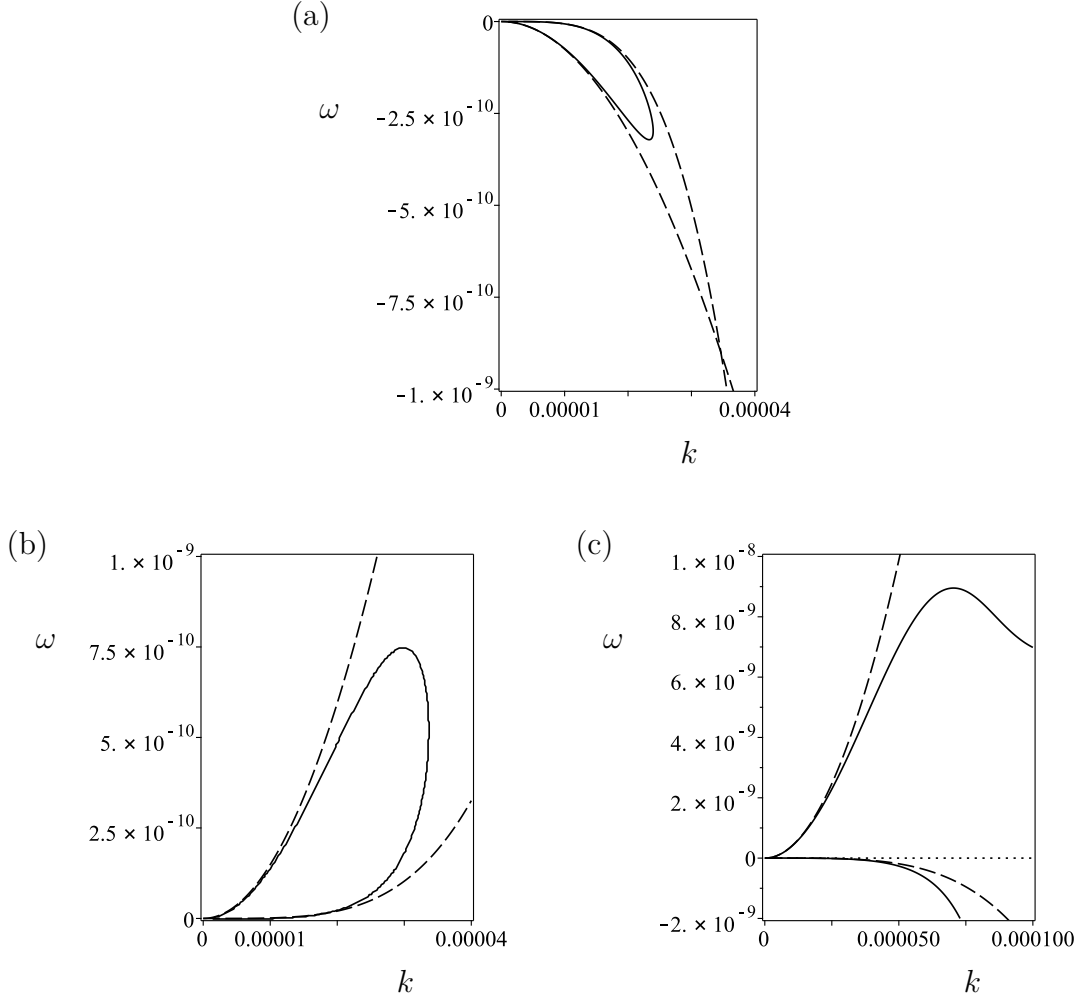 (a)
0
ω
−2.5 × 10⁻¹⁰
−5. × 10⁻¹⁰
−7.5 × 10⁻¹⁰
−1. × 10⁻⁹
0 0.00001 0.00004
k
(b)
1. × 10⁻⁹
ω
7.5 × 10⁻¹⁰
5. × 10⁻¹⁰
2.5 × 10⁻¹⁰
0
0 0.00001 0.00004
k
(c)
1. × 10⁻⁸
ω
8. × 10⁻⁹
6. × 10⁻⁹
4. × 10⁻⁹
2. × 10⁻⁹
0
−2. × 10⁻⁹
0 0.000050 0.000100
k